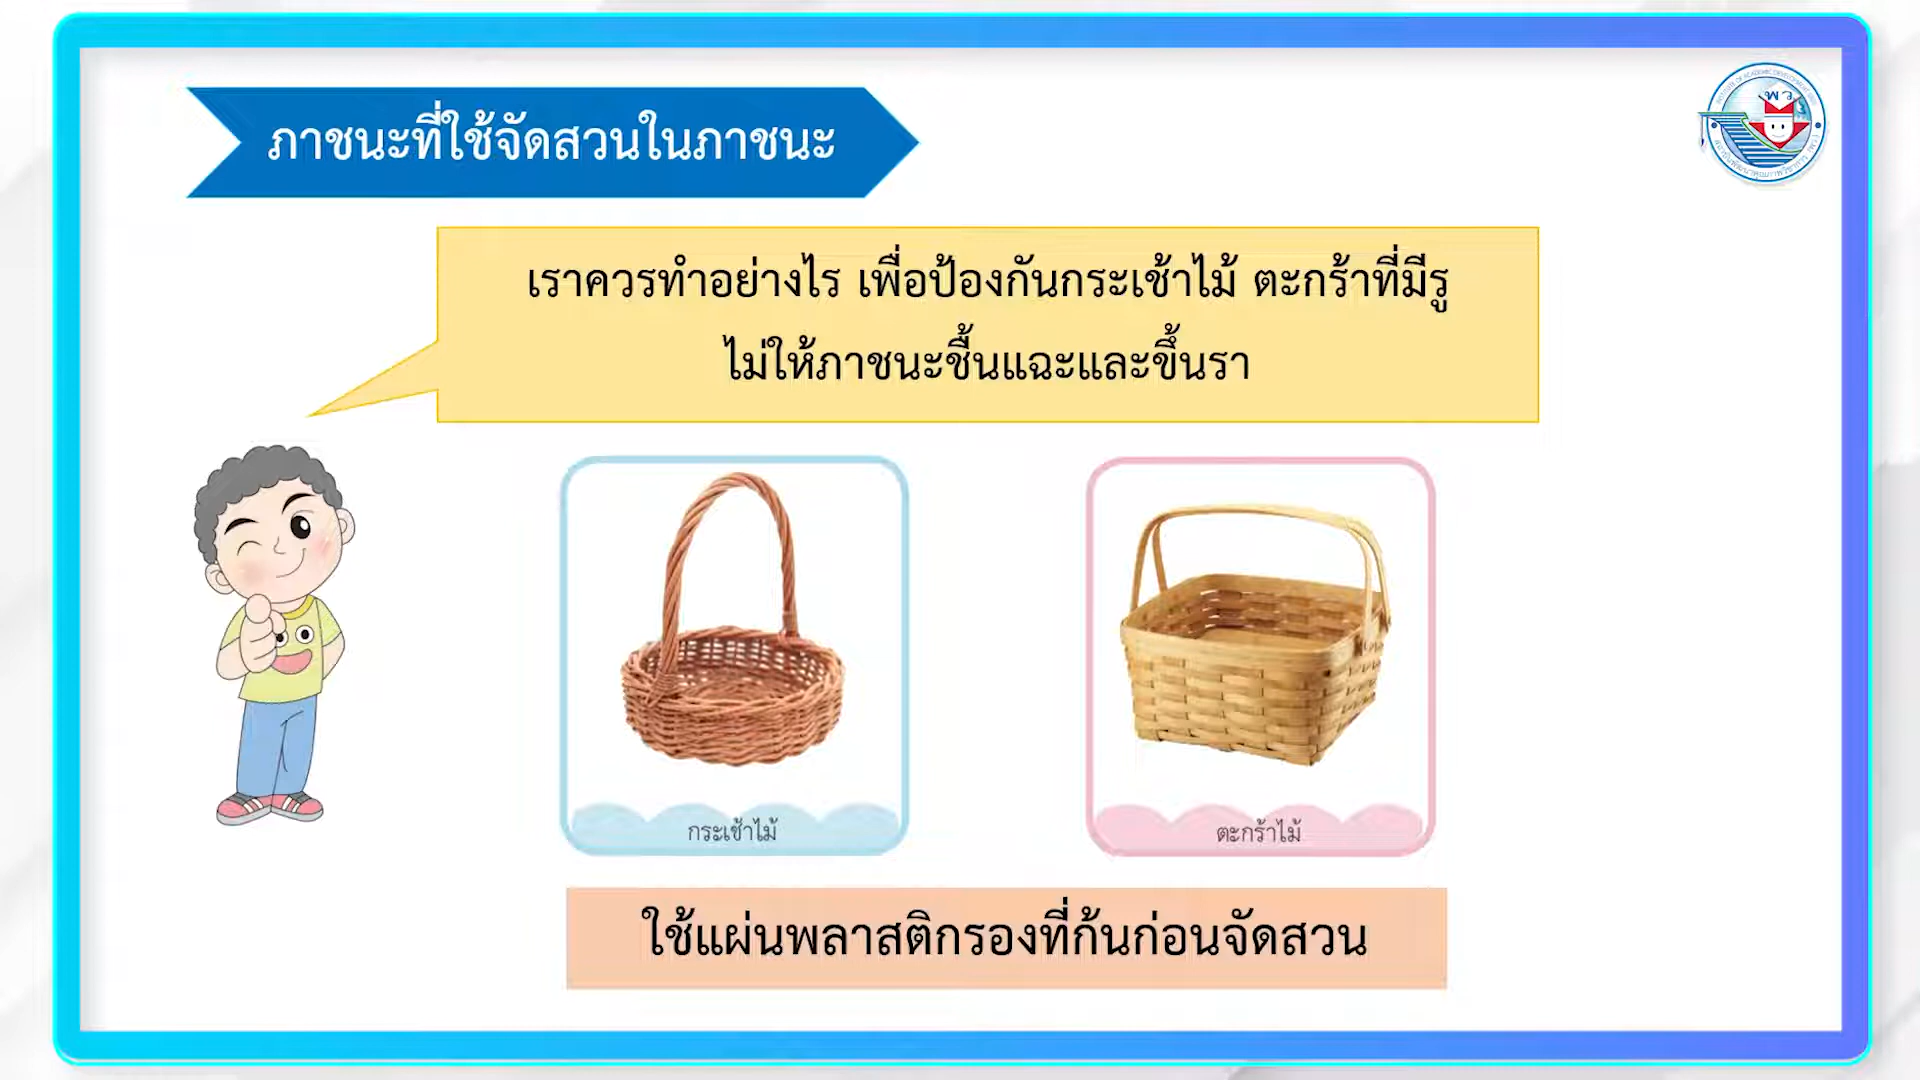 ภาชนะที่ใช้จัดสวนในภาชนะ
พว
เราควรทำอย่างไร เพื่อป้องกันกระเช้าไม้ ตะกร้าที่มีรู
ไม่ให้ภาชนะชื้นแฉะและขึ้นรา
กระเช้าไม้
ตะกร้าไม้
ใช้แผ่นพลาสติกรองที่ก้นก่อนจัดสวน